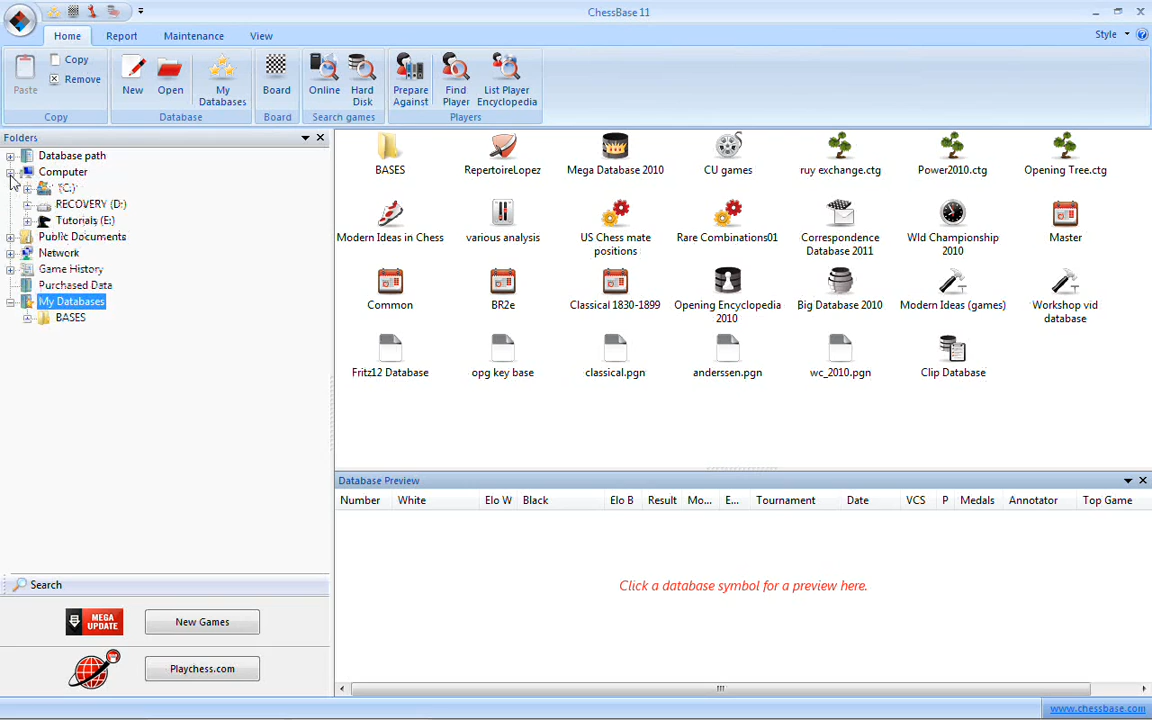 ChessBase 11
Home Report Maintenance View Style
Paste Copy Remove New Open My Databases Board Online Hard Disk Prepare Against Find Player List Player Encyclopedia
Copy Database Board Search games Players
Folders
Database path
Computer
(C:)
RECOVERY (D:)
Tutorials (E:)
Public Documents
Network
Game History
Purchased Data
My Databases
BASES
BASES RepertoireLopez Mega Database 2010 CU games ruy exchange.ctg Power2010.ctg Opening Tree.ctg
Modern Ideas in Chess various analysis US Chess mate positions Rare Combinations01 Correspondence Database 2011 Wld Championship 2010 Master
Common BR2e Classical 1830-1899 Opening Encyclopedia 2010 Big Database 2010 Modern Ideas (games) Workshop vid database
Fritz12 Database opg key base classical.pgn anderssen.pgn wc_2010.pgn Clip Database
Database Preview
Number White Elo W Black Elo B Result Mo... E... Tournament Date VCS P Medals Annotator Top Game
Click a database symbol for a preview here.
Search
MEGA UPDATE New Games
Playchess.com
www.chessbase.com